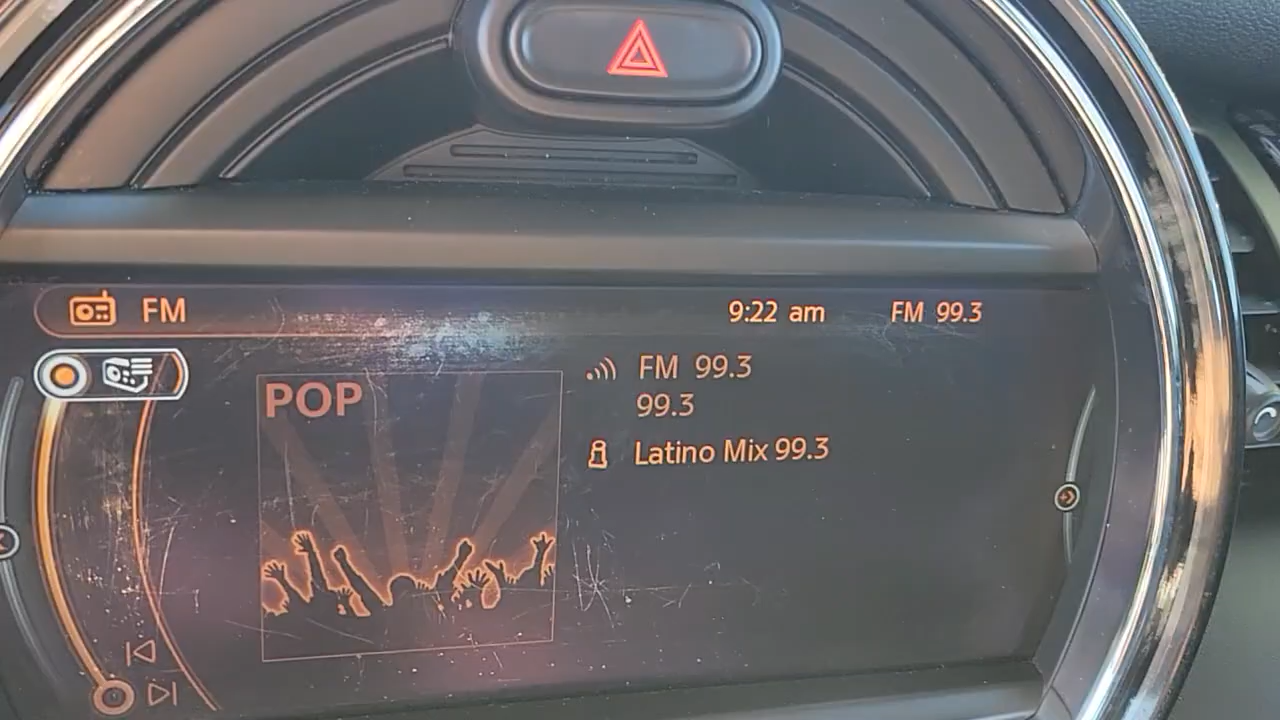 FM 9:22 am FM 99.3
POP
FM 99.3
99.3
Latino Mix 99.3